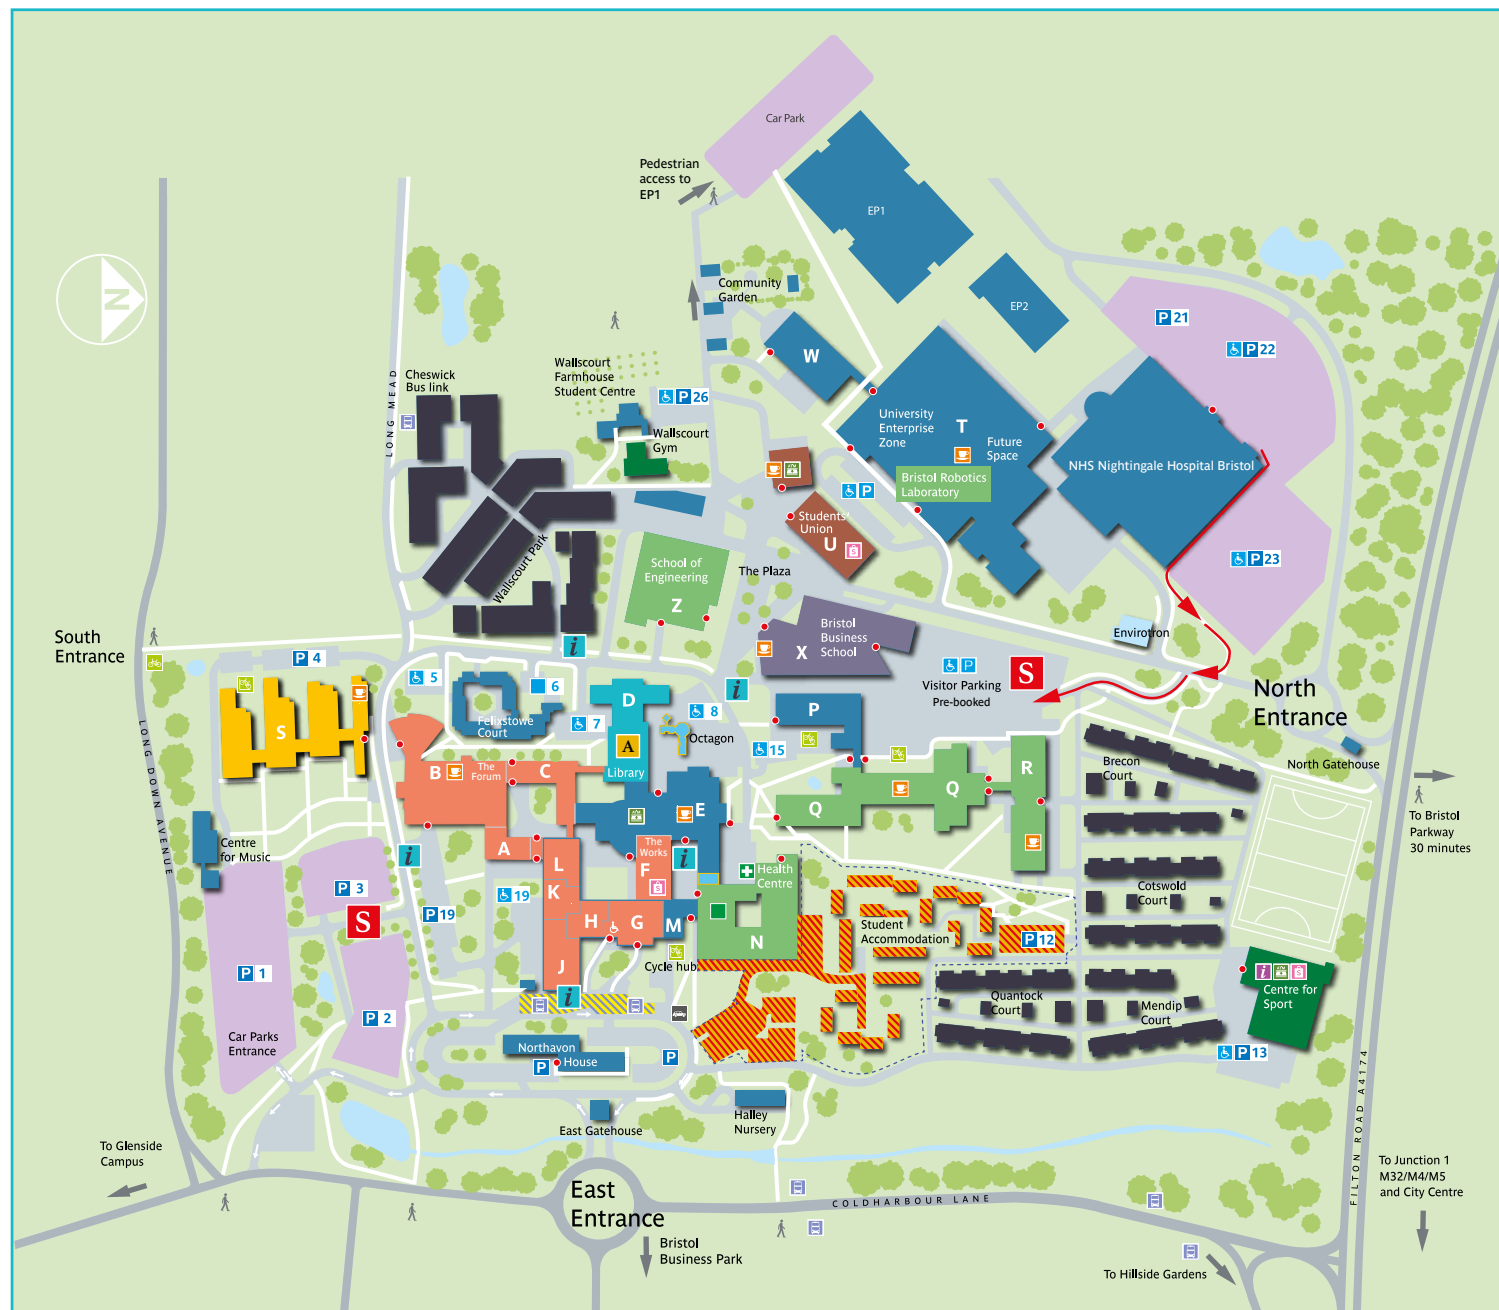 Car Park
Pedestrian
access to
EP1
EP1
Community
Garden
EP2
N
P 21
P 22
W
Wallscourt
Farmhouse
Student Centre
Cheswick
Bus link
LONG MEAD
P 26
Wallscourt
Gym
University
Enterprise
Zone
T
Future
Space
Bristol Robotics
Laboratory
NHS Nightingale Hospital Bristol
P
Students'
Union
U
P 23
Wallscourt Park
School of
Engineering
Z
The Plaza
Bristol
Business
School
X
Envirotron
South
Entrance
P 4
i
P
Visitor Parking
Pre-booked
S
North
Entrance
5
6
7
8
15
i
D
P
S
Felixstowe
Court
A
Library
Octagon
LONG DOWN AVENUE
B
The
Forum
C
E
Q
Q
R
Brecon
Court
North Gatehouse
To Bristol
Parkway
30 minutes
Centre
for Music
i
A
L
K
The
Works
F
i
Health
Centre
Cotswold
Court
P 3
S
P 19
19
H
G
M
N
Student
Accommodation
P 12
P 1
J
Cycle hub
i
Centre for
Sport
Quantock
Court
Mendip
Court
P 2
i
Car Parks
Entrance
Northavon
House
P
P
P 13
Halley
Nursery
East Gatehouse
FILTON ROAD A4174
To Glenside
Campus
To Junction 1
M32/M4/M5
and City Centre
East
Entrance
COLDHARBOUR LANE
Bristol
Business Park
To Hillside Gardens